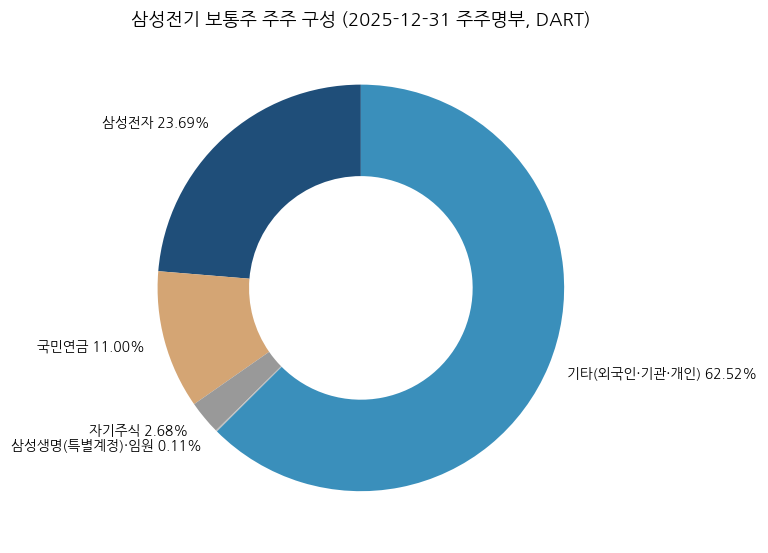 삼성전기 보통주 주주 구성 (2025-12-31 주주명부, DART)
삼성전자 23.69%
국민연금 11.00%
기타(외국인·기관·개인) 62.52%
자기주식 2.68%
삼성생명(특별계정)·임원 0.11%